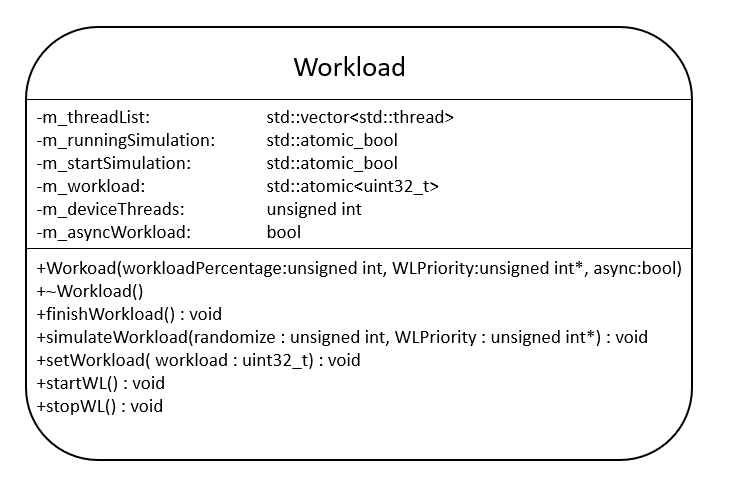 Workload
-m_threadList: std::vector<std::thread>
-m_runningSimulation: std::atomic_bool
-m_startSimulation: std::atomic_bool
-m_workload: std::atomic<uint32_t>
-m_deviceThreads: unsigned int
-m_asyncWorkload: bool
+Workoad(workloadPercentage:unsigned int, WLPriority:unsigned int*, async:bool)
+~Workload()
+finishWorkload() : void
+simulateWorkload(randomize : unsigned int, WLPriority : unsigned int*) : void
+setWorkload( workload : uint32_t) : void
+startWL() : void
+stopWL() : void